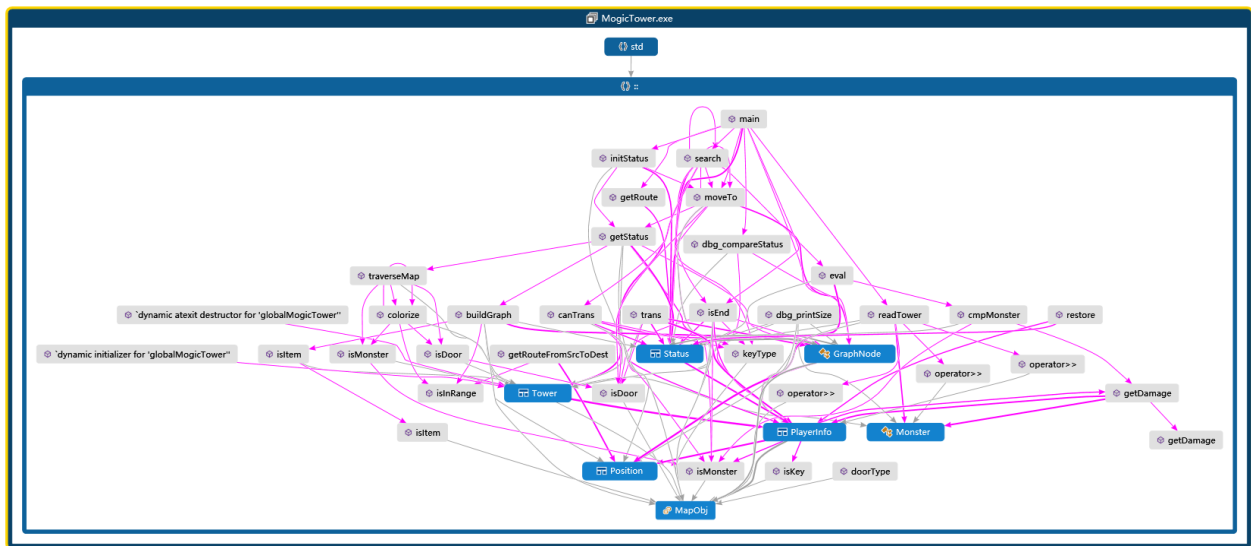 MogicTower.exe
std
::
main
initStatus
search
getRoute
moveTo
getStatus
dbg_compareStatus
traverseMap
eval
`dynamic atexit destructor for 'globalMagicTower''
colorize
buildGraph
canTrans
trans
isEnd
dbg_printSize
readTower
cmpMonster
restore
`dynamic initializer for 'globalMagicTower''
isItem
isMonster
isDoor
getRouteFromSrcToDest
Status
keyType
GraphNode
operator>>
operator>>
isInRange
Tower
isDoor
operator>>
getDamage
isItem
PlayerInfo
Monster
getDamage
Position
isMonster
isKey
doorType
MapObj